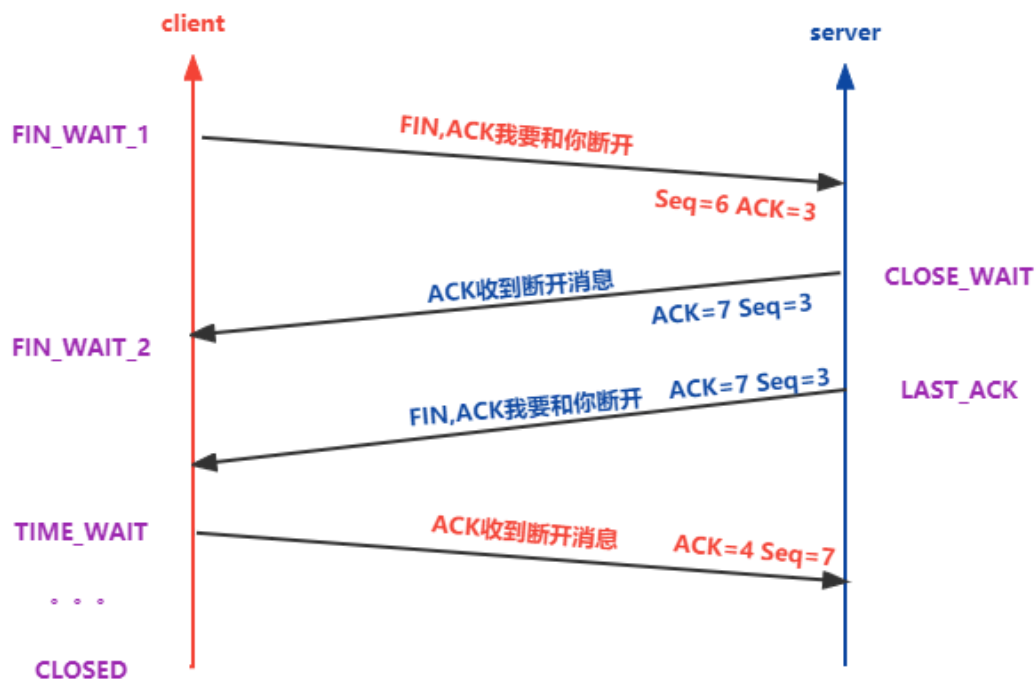 client
server
FIN_WAIT_1
FIN,ACK我要和你断开
Seq=6 ACK=3
ACK收到断开消息
CLOSE_WAIT
ACK=7 Seq=3
FIN_WAIT_2
ACK=7 Seq=3
LAST_ACK
FIN,ACK我要和你断开
TIME_WAIT
ACK收到断开消息
ACK=4 Seq=7
。。。
CLOSED